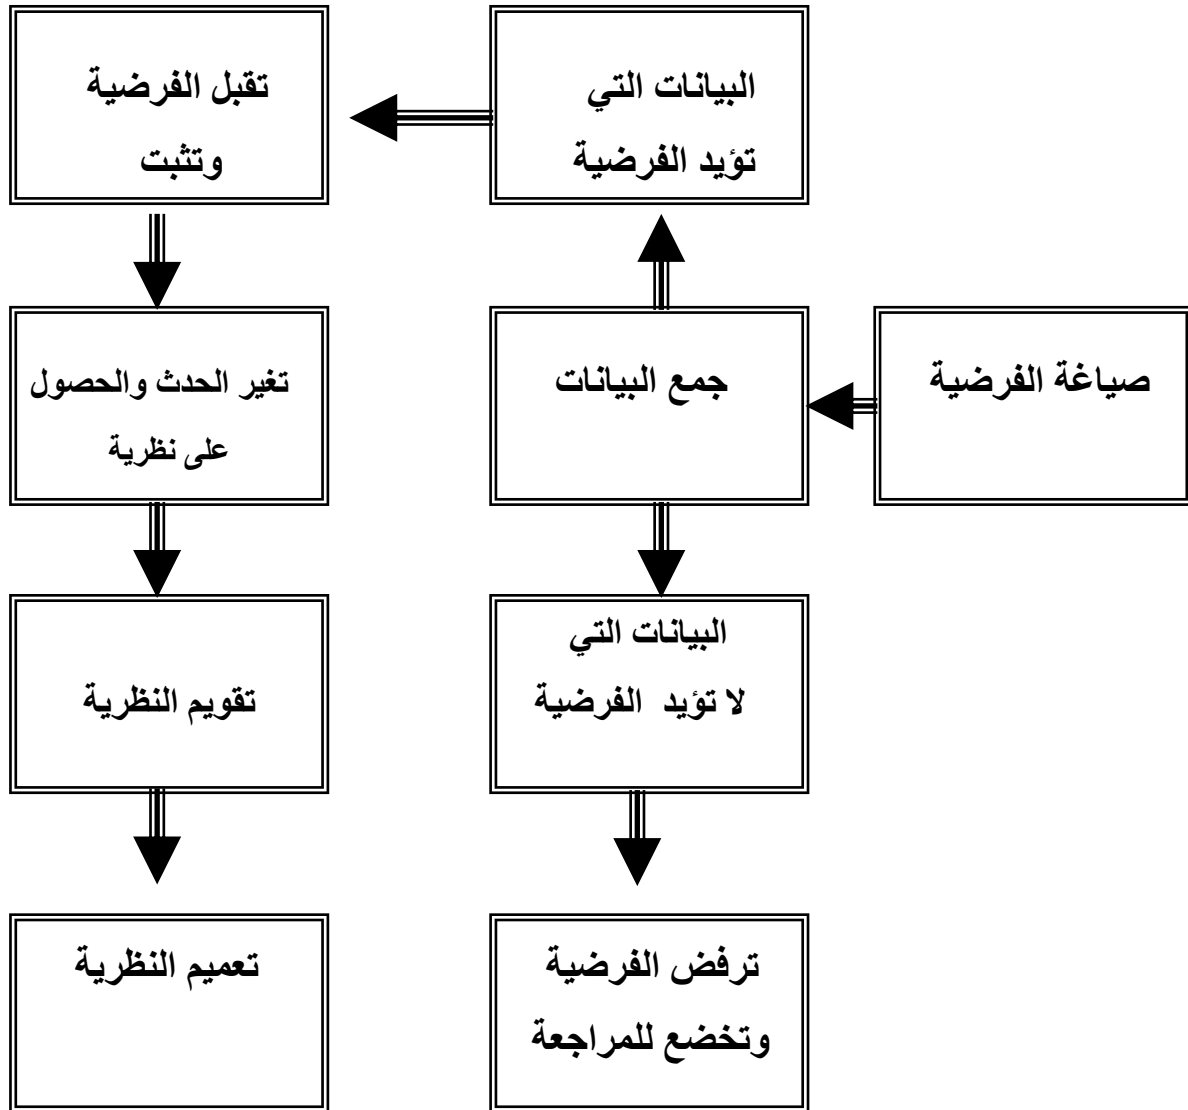 البيانات التي
تؤيد الفرضية
تقبل الفرضية
وتثبت
صياغة الفرضية
جمع البيانات
تغير الحدث والحصول
على نظرية
البيانات التي
لا تؤيد الفرضية
تقويم النظرية
ترفض الفرضية
وتخضع للمراجعة
تعميم النظرية